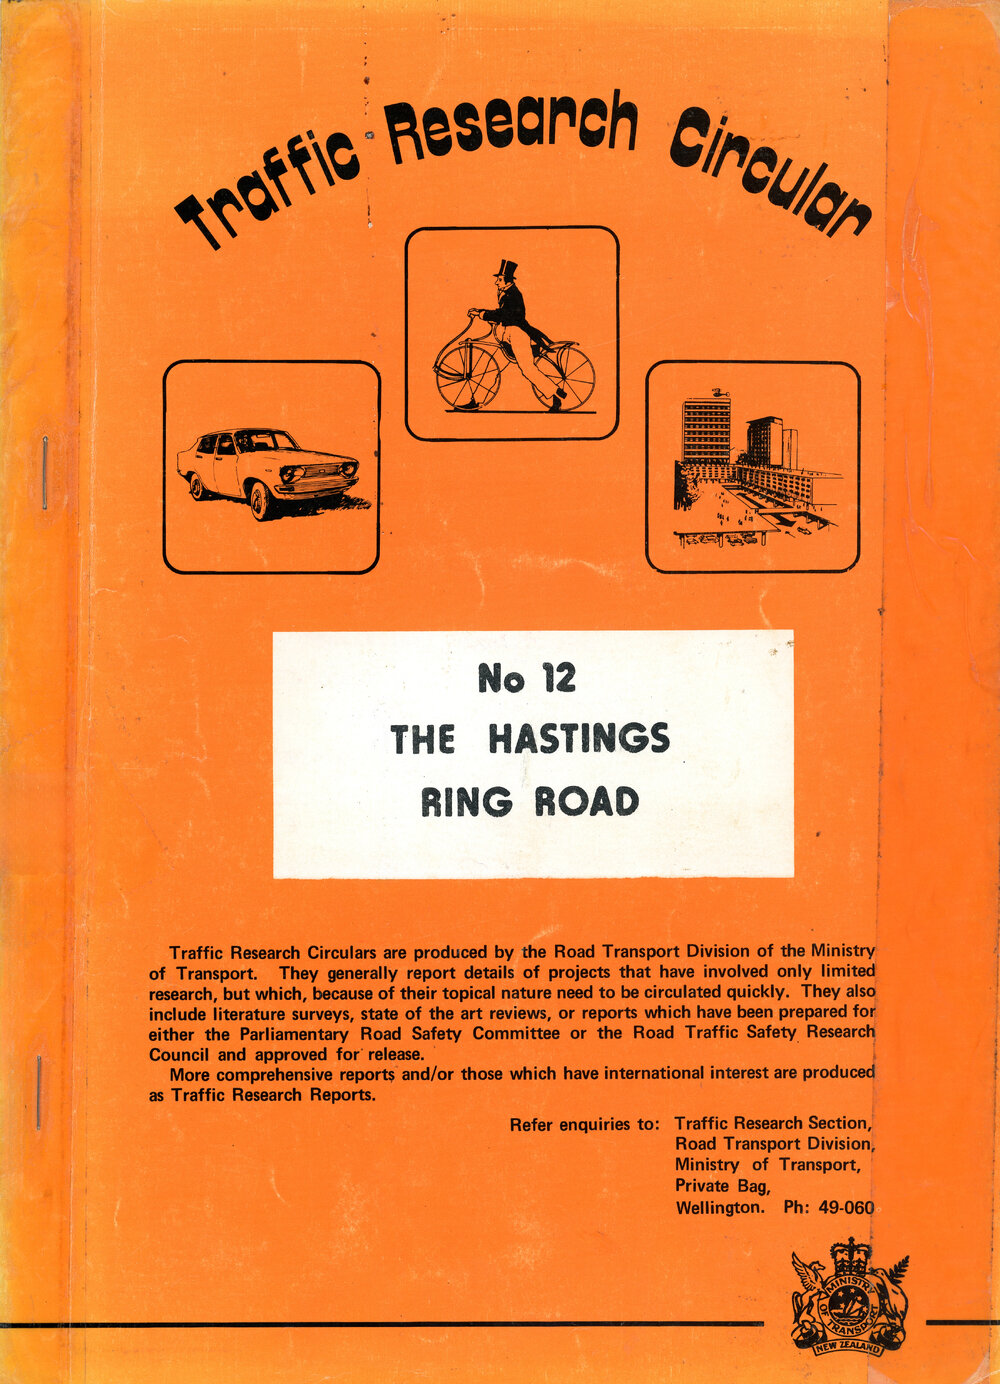 Traffic Research Circular
No 12
THE HASTINGS
RING ROAD
Traffic Research Circulars are produced by the Road Transport Division of the Ministry
of Transport. They generally report details of projects that have involved only limited
research, but which, because of their topical nature need to be circulated quickly. They also
include literature surveys, state of the art reviews, or reports which have been prepared for
either the Parliamentary Road Safety Committee or the Road Traffic Safety Research
Council and approved for release.
More comprehensive reports and/or those which have international interest are produced
as Traffic Research Reports.
Refer enquiries to: Traffic Research Section,
Road Transport Division,
Ministry of Transport,
Private Bag,
Wellington. Ph: 49-060
MINISTRY
OF TRANSPORT
NEW ZEALAND